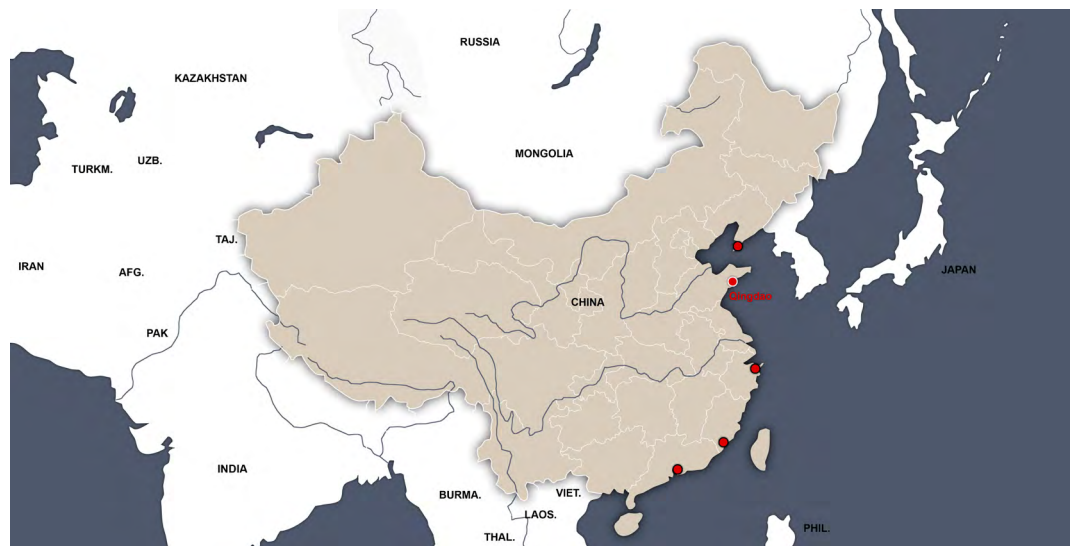 RUSSIA
KAZAKHSTAN
MONGOLIA
UZB.
TURKM.
TAJ.
IRAN
AFG.
JAPAN
Qingdao
CHINA
PAK
INDIA
BURMA.
VIET.
LAOS.
PHIL.
THAL.